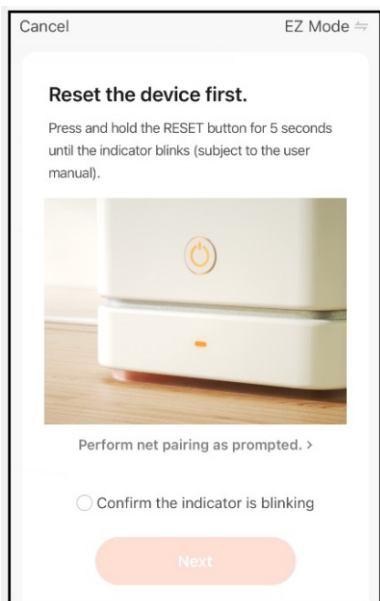 Cancel
EZ Mode
Reset the device first.
Press and hold the RESET button for 5 seconds
until the indicator blinks (subject to the user
manual).
Perform net pairing as prompted. >
Confirm the indicator is blinking
Next